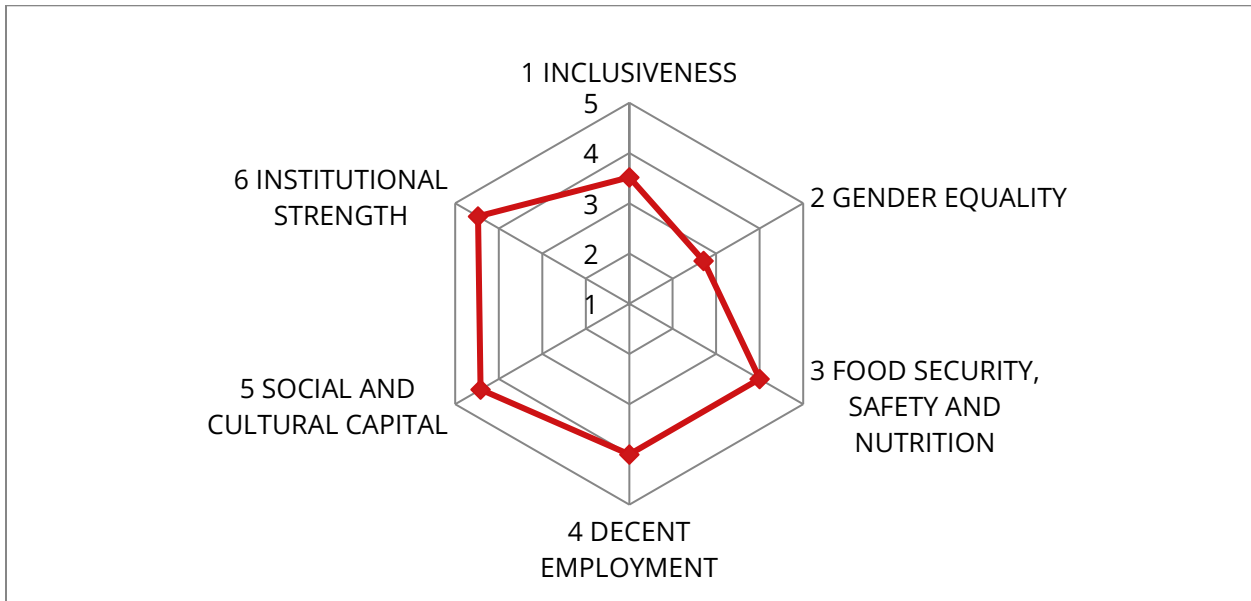 1 INCLUSIVENESS
5
4
3
2
1
2 GENDER EQUALITY
3 FOOD SECURITY,
SAFETY AND
NUTRITION
4 DECENT
EMPLOYMENT
5 SOCIAL AND
CULTURAL CAPITAL
6 INSTITUTIONAL
STRENGTH